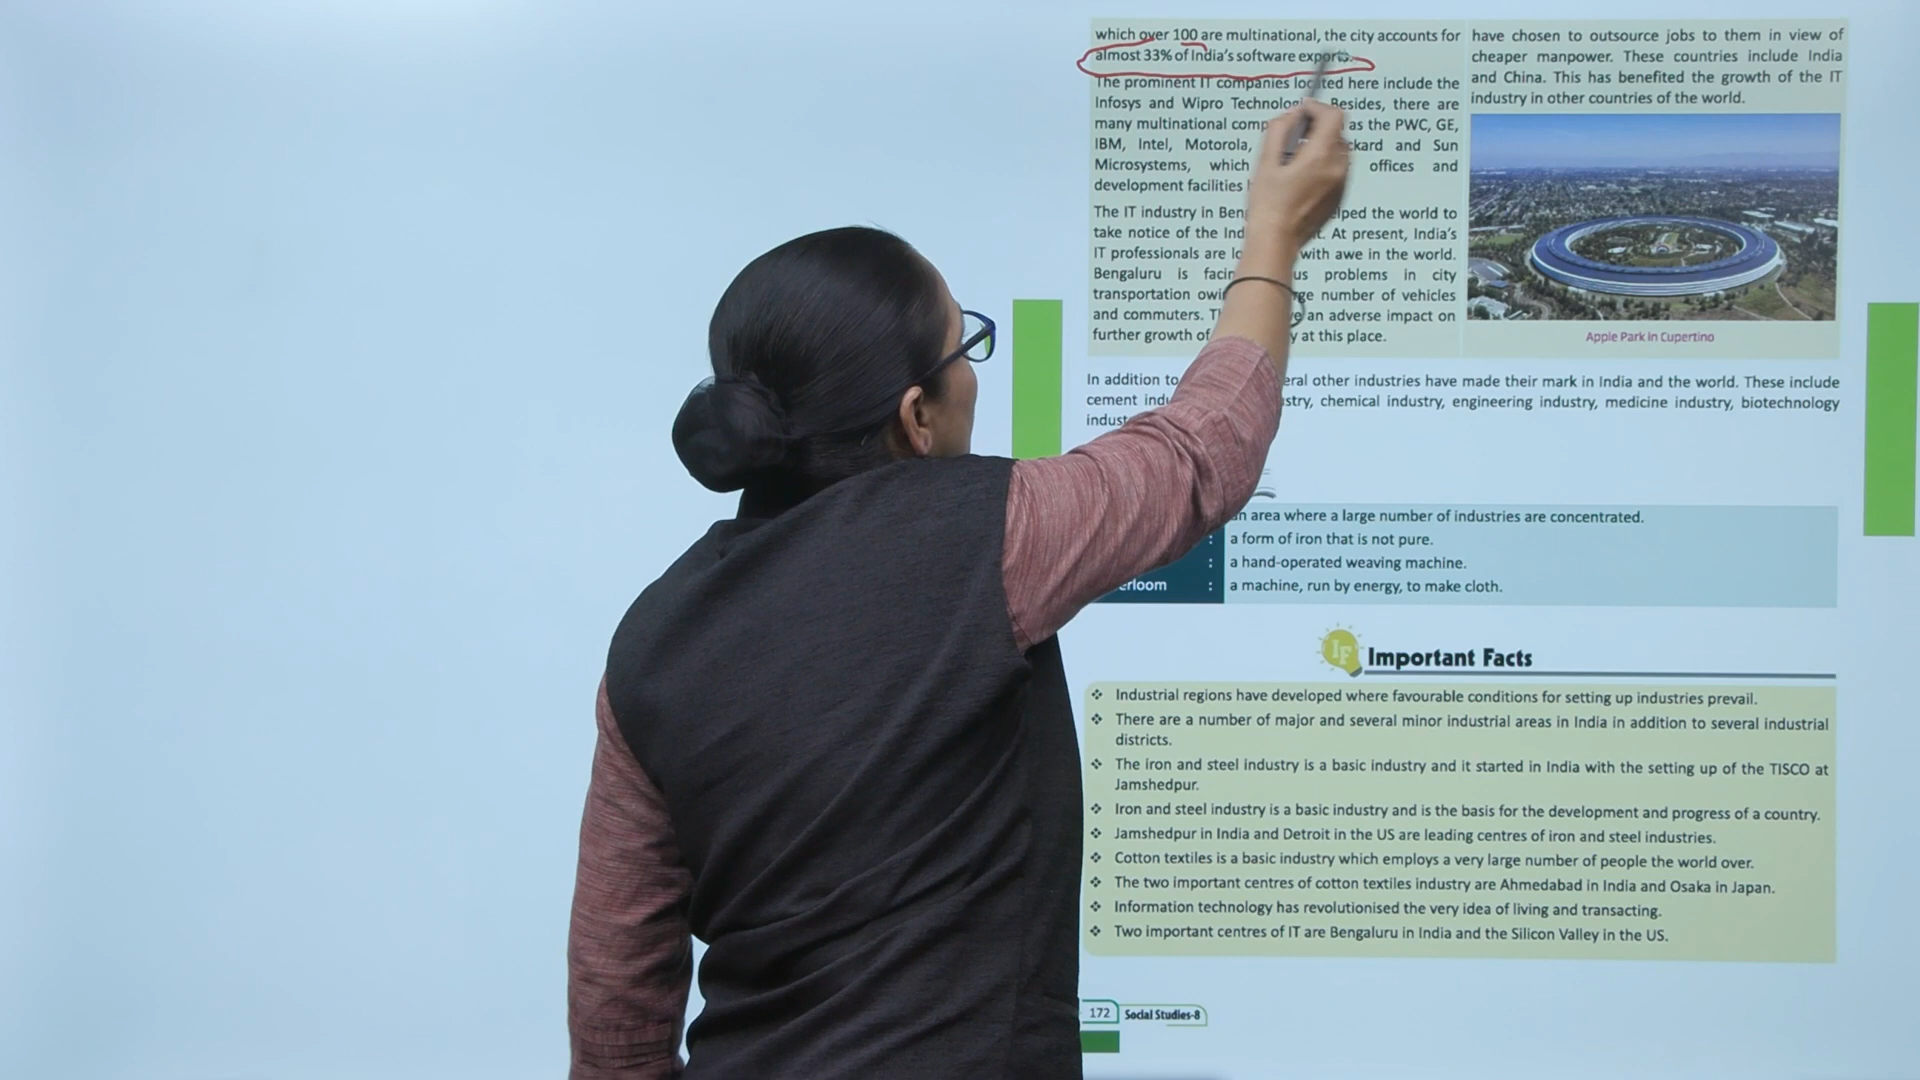 which over 100 are multinational, the city accounts for
almost 33% of India's software exports.
The prominent IT companies located here include the
Infosys and Wipro Besides, there are
many multinational as the PWC, GE,
IBM, Intel, Motorola, and Sun
Microsystems, which offices and
development facilities
The IT industry in the world to
take notice of the At present, India's
IT professionals are with awe in the world.
Bengaluru is problems in city
transportation number of vehicles
and commuters. an adverse impact on
further growth of at this place.
have chosen to outsource jobs to them in view of
cheaper manpower. These countries include India
and China. This has benefited the growth of the IT
industry in other countries of the world.
Apple Park in Cupertino
In addition to other industries have made their mark in India and the world. These include
cement chemical industry, engineering industry, medicine industry, biotechnology
an area where a large number of industries are concentrated.
: a form of iron that is not pure.
: a hand-operated weaving machine.
erloom : a machine, run by energy, to make cloth.
IF Important Facts
❖ Industrial regions have developed where favourable conditions for setting up industries prevail.
❖ There are a number of major and several minor industrial areas in India in addition to several industrial
districts.
❖ The iron and steel industry is a basic industry and it started in India with the setting up of the TISCO at
Jamshedpur.
❖ Iron and steel industry is a basic industry and is the basis for the development and progress of a country.
❖ Jamshedpur in India and Detroit in the US are leading centres of iron and steel industries.
❖ Cotton textiles is a basic industry which employs a very large number of people the world over.
❖ The two important centres of cotton textiles industry are Ahmedabad in India and Osaka in Japan.
❖ Information technology has revolutionised the very idea of living and transacting.
❖ Two important centres of IT are Bengaluru in India and the Silicon Valley in the US.
172 Social Studies-8